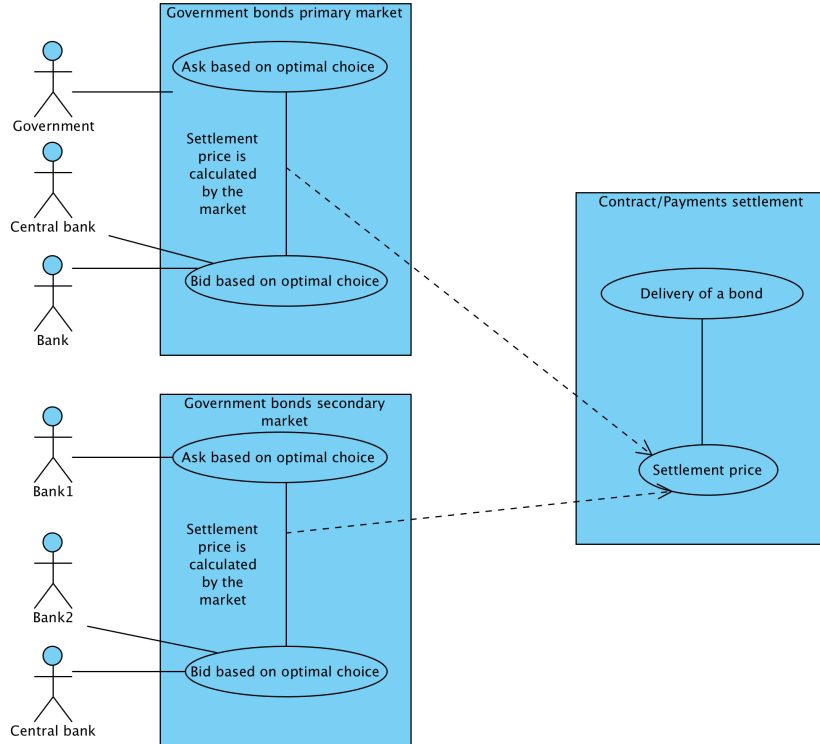 Government bonds primary market
Ask based on optimal choice
Government
Settlement
price is
calculated
by the
market
Central bank
Bid based on optimal choice
Bank
Contract/Payments settlement
Delivery of a bond
Settlement price
Government bonds secondary
market
Ask based on optimal choice
Bank1
Settlement
price is
calculated
by the
market
Bank2
Bid based on optimal choice
Central bank